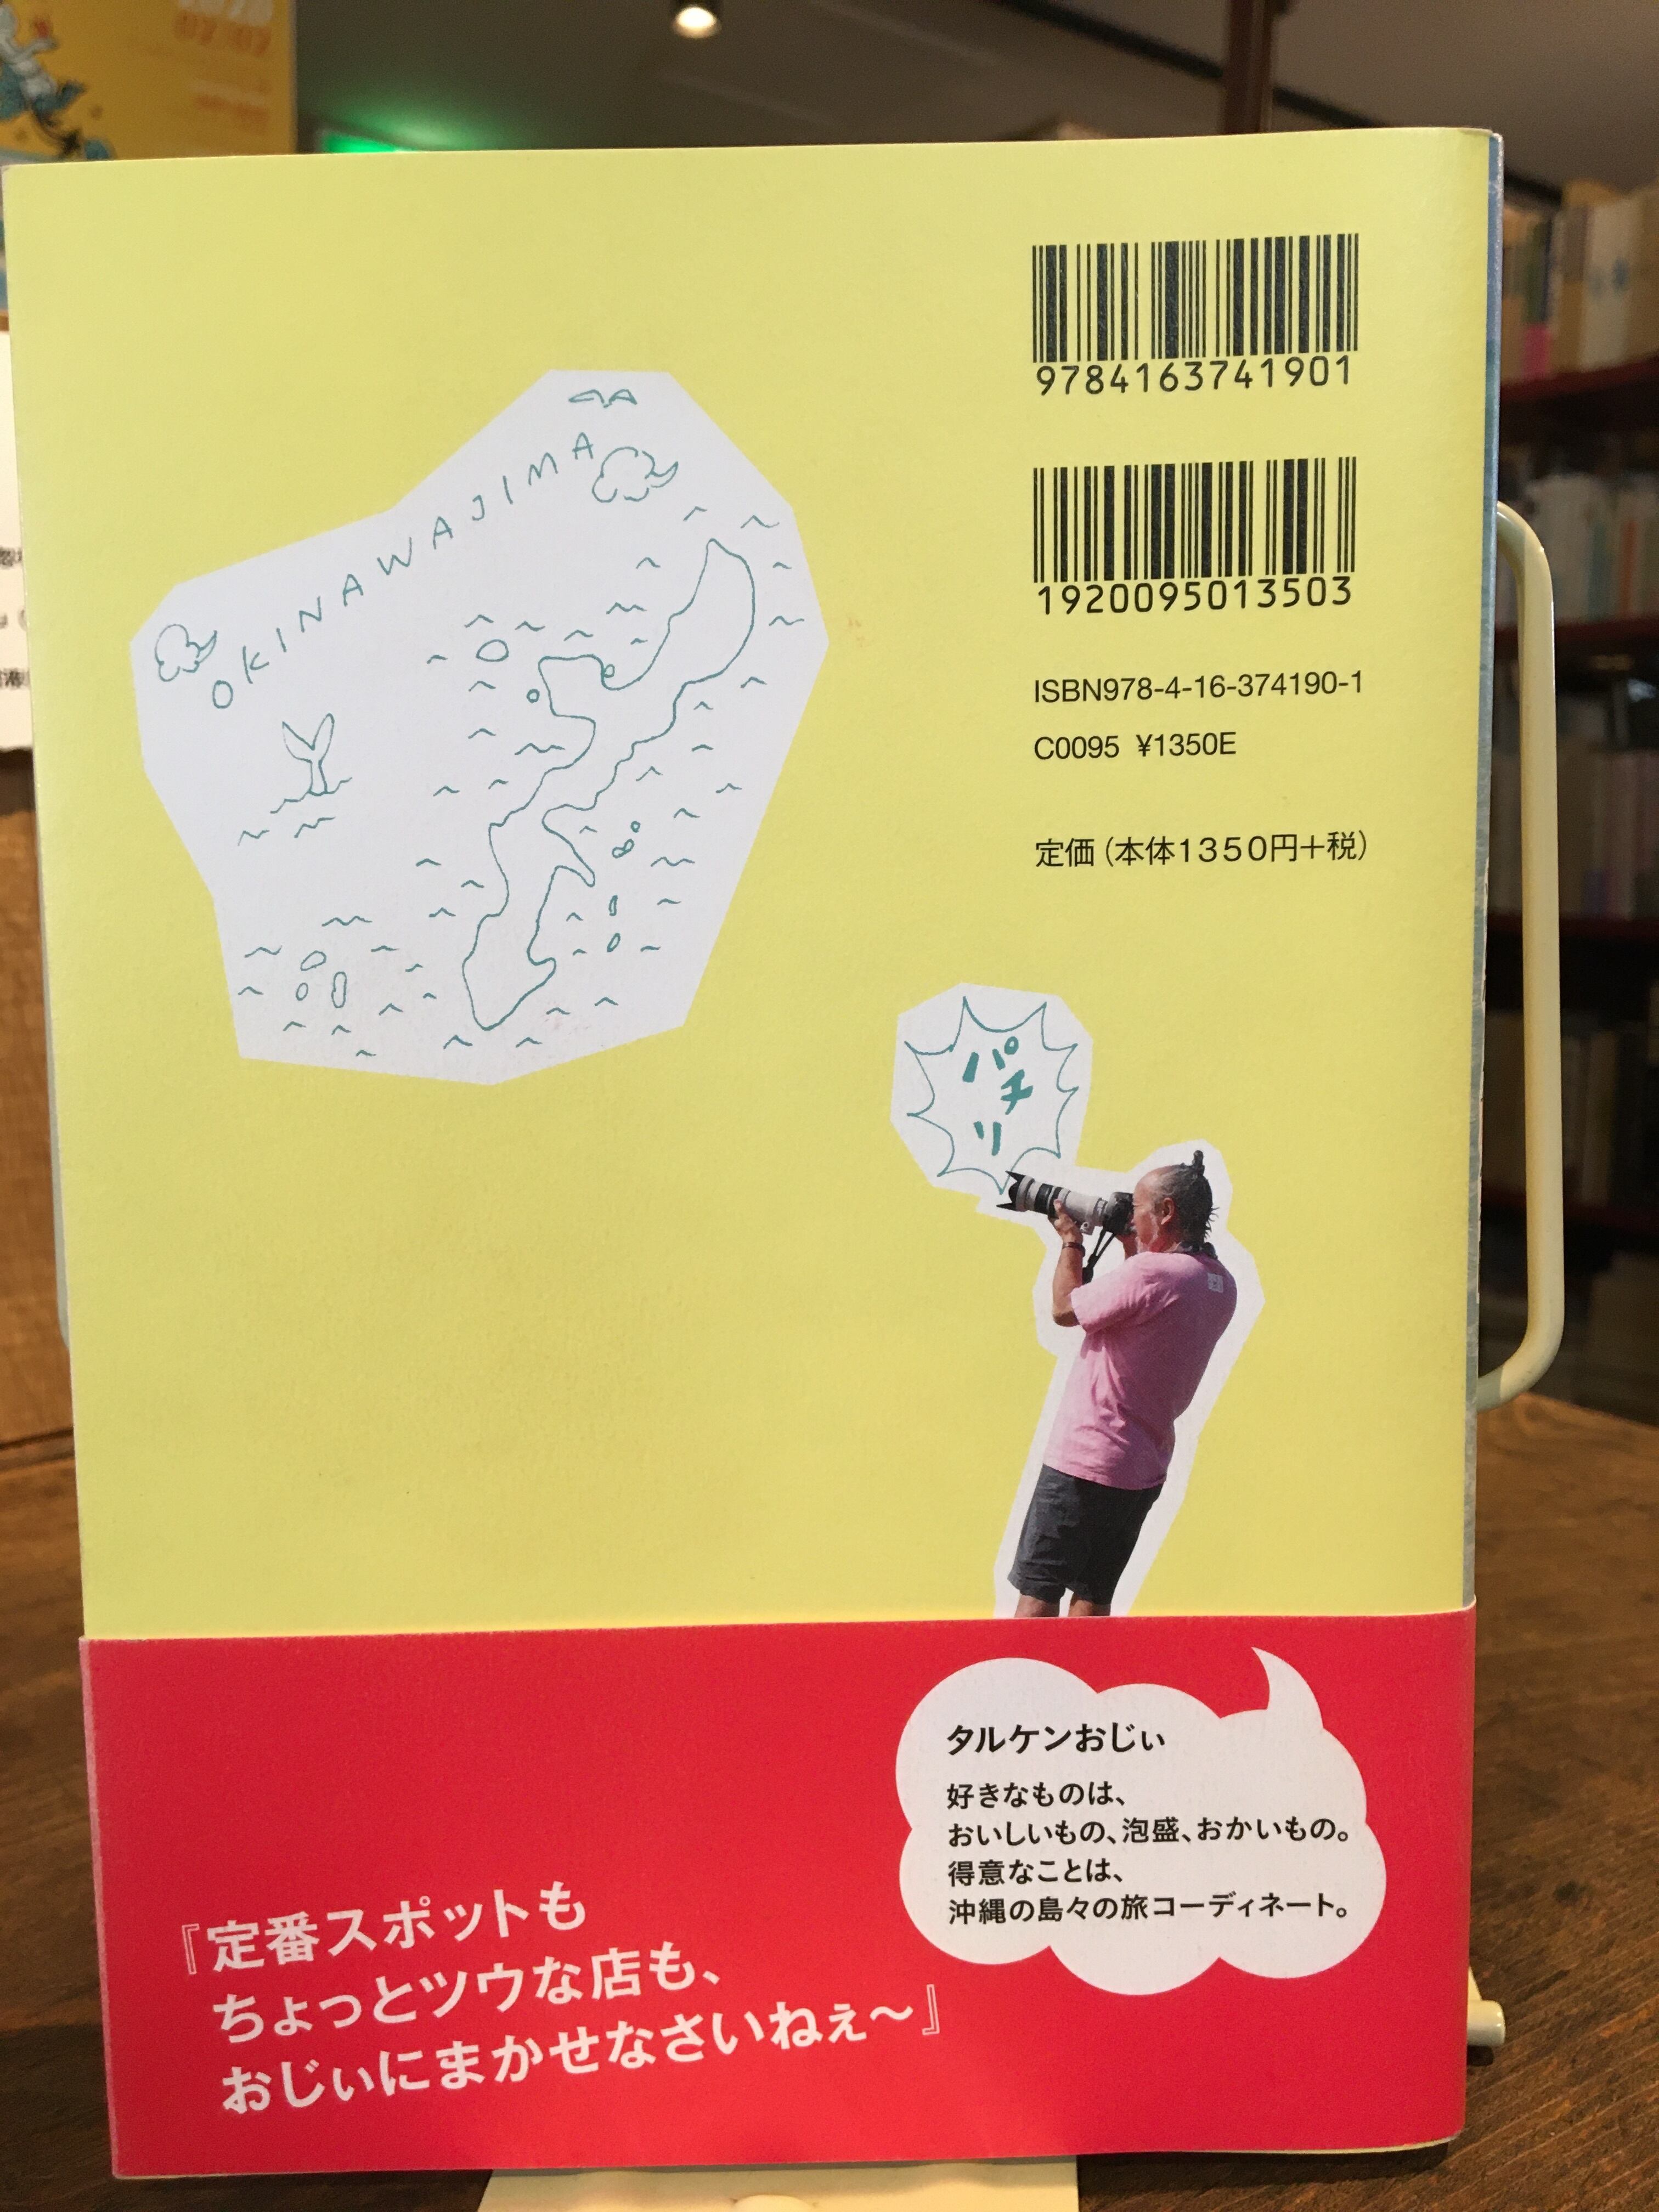 OKINAWAJIMA
9784163741901
1920095013503
ISBN978-4-16-374190-1
C0095 ¥1350E
定価（本体1350円＋税）
パチリ
タルケンおじぃ
好きなものは、
おいしいもの、泡盛、おかいもの。
得意なことは、
沖縄の島々の旅コーディネート。
『定番スポットも
ちょっとツウな店も、
おじぃにまかせなさいねぇ〜』